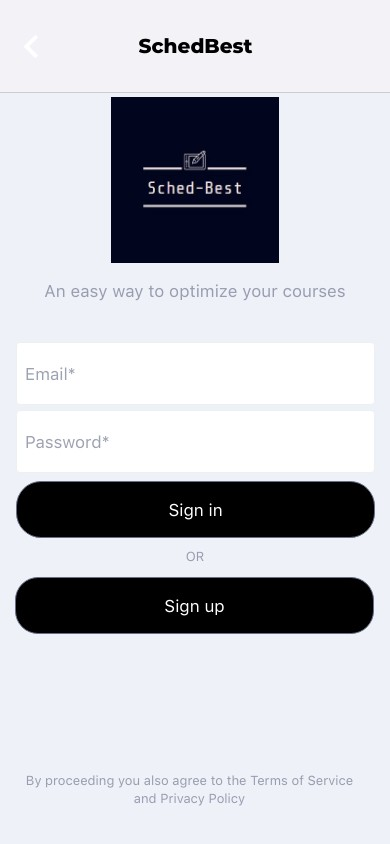 SchedBest
Sched-Best
An easy way to optimize your courses
Email*
Password*
Sign in
OR
Sign up
By proceeding you also agree to the Terms of Service
and Privacy Policy